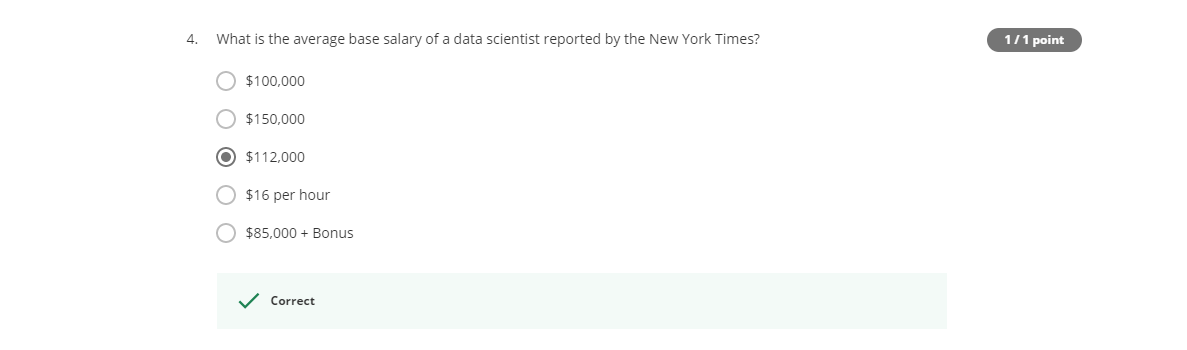 4. What is the average base salary of a data scientist reported by the New York Times?
1 / 1 point
$100,000
$150,000
$112,000
$16 per hour
$85,000 + Bonus
Correct